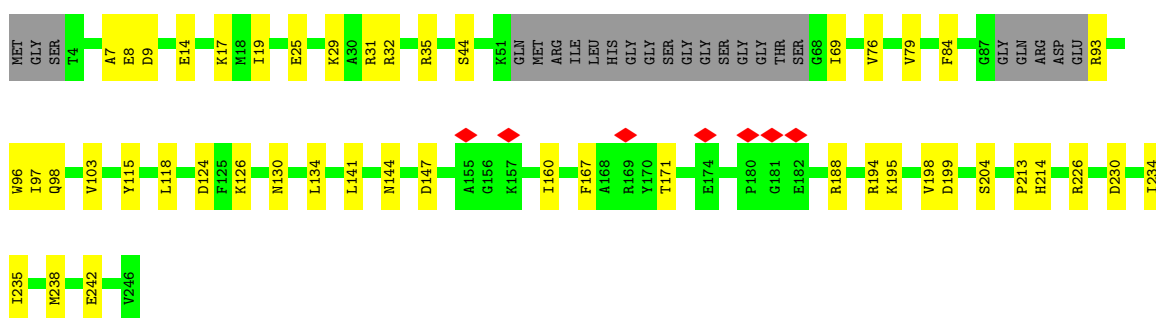 MET GLY SER T4 A7 E8 D9 E14 K17 M18 I19 E25 K29 A30 R31 R32 R35 S44 K51 GLN MET ARG ILE LEU HIS GLY GLY SER GLY GLY SER GLY GLY THR SER G68 I69 V76 V79 F84 G87 GLY GLN ARG ASP GLU R93
W96 I97 Q98 V103 Y115 L118 D124 F125 K126 N130 L134 L141 N144 D147 A155 G156 K157 I160 F167 A168 R169 Y170 T171 E174 P180 G181 E182 R188 R194 K195 V198 D199 S204 P213 H214 R226 D230 I234
I235 M238 E242 V246